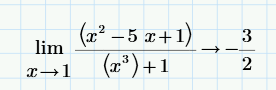 lim x→1 ((x² − 5 x + 1))/((x³) + 1) → − 3/2